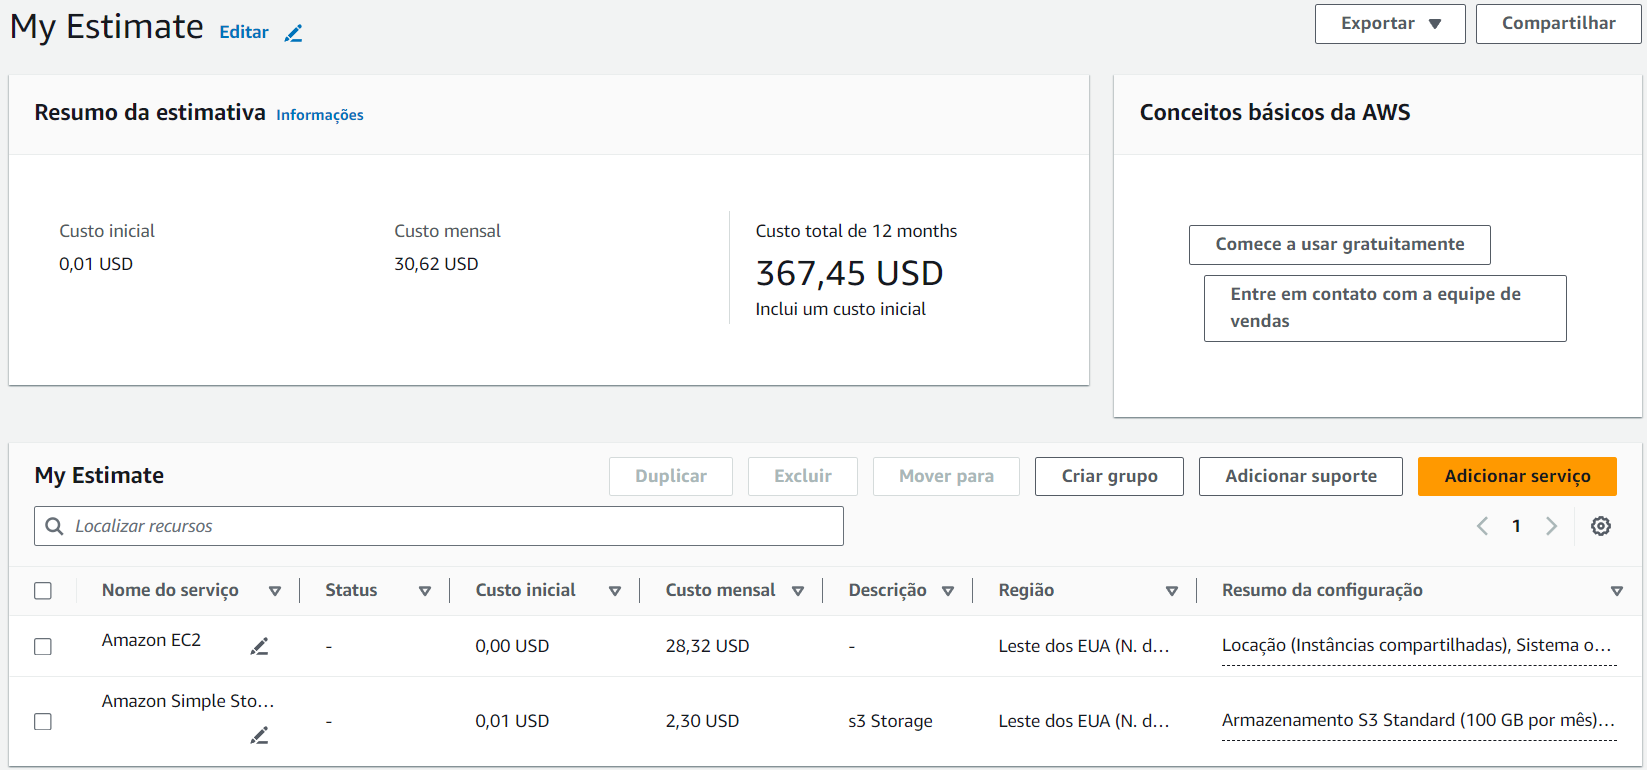 My Estimate Editar
Exportar Compartilhar
Resumo da estimativa Informações
Custo inicial
0,01 USD
Custo mensal
30,62 USD
Custo total de 12 months
367,45 USD
Inclui um custo inicial
Conceitos básicos da AWS
Comece a usar gratuitamente
Entre em contato com a equipe de
vendas
My Estimate
Duplicar Excluir Mover para Criar grupo Adicionar suporte Adicionar serviço
Localizar recursos
1
Nome do serviço Status Custo inicial Custo mensal Descrição Região Resumo da configuração
Amazon EC2 - 0,00 USD 28,32 USD - Leste dos EUA (N. d... Locação (Instâncias compartilhadas), Sistema o...
Amazon Simple Sto... - 0,01 USD 2,30 USD s3 Storage Leste dos EUA (N. d... Armazenamento S3 Standard (100 GB por mês)...